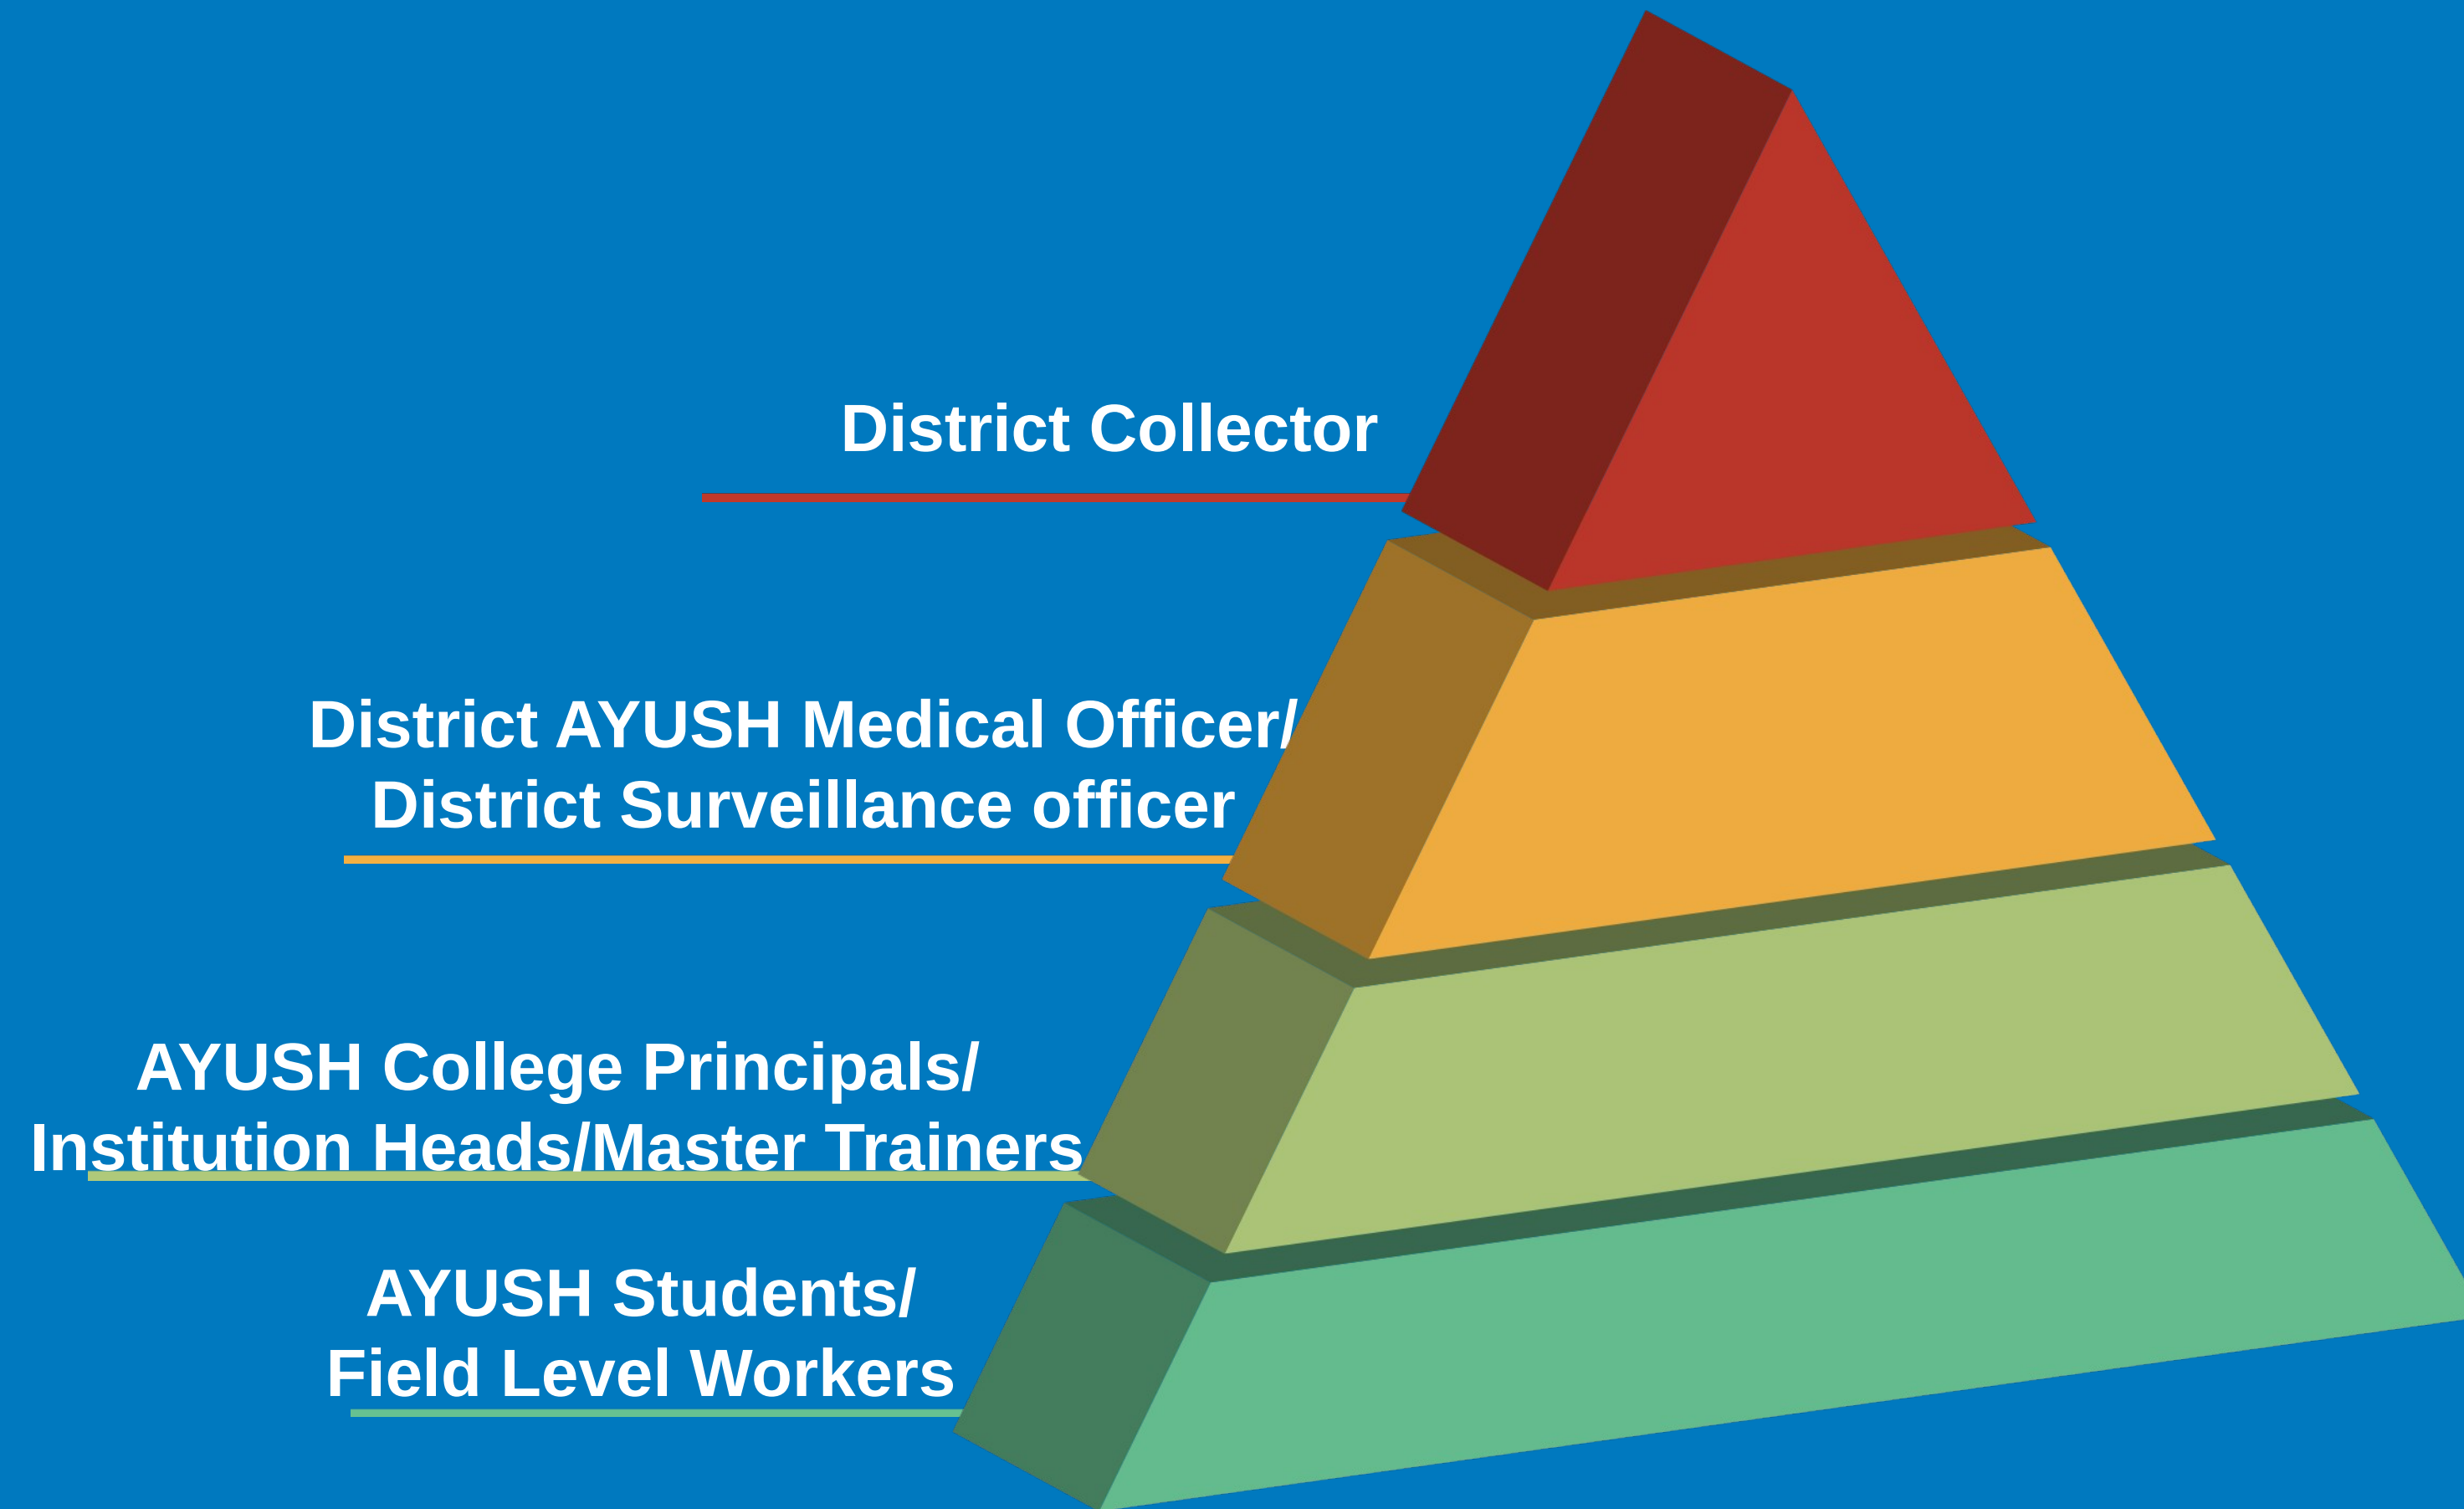 District Collector
District AYUSH Medical Officer/
District Surveillance officer
AYUSH College Principals/
Institution Heads/Master Trainers
AYUSH Students/
Field Level Workers